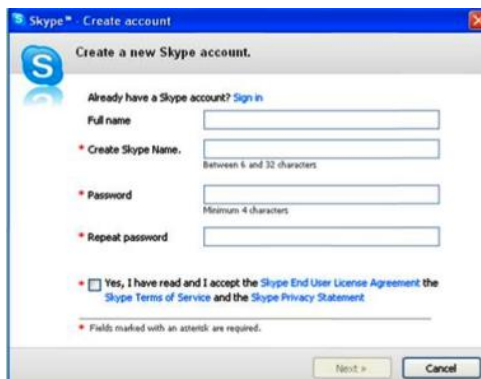 Skype™ - Create account
Create a new Skype account.
Already have a Skype account? Sign in
Full name
* Create Skype Name.
Between 6 and 32 characters
* Password
Minimum 4 characters
* Repeat password
* Yes, I have read and I accept the Skype End User License Agreement the
Skype Terms of Service and the Skype Privacy Statement
* Fields marked with an asterisk are required.
Next »
Cancel